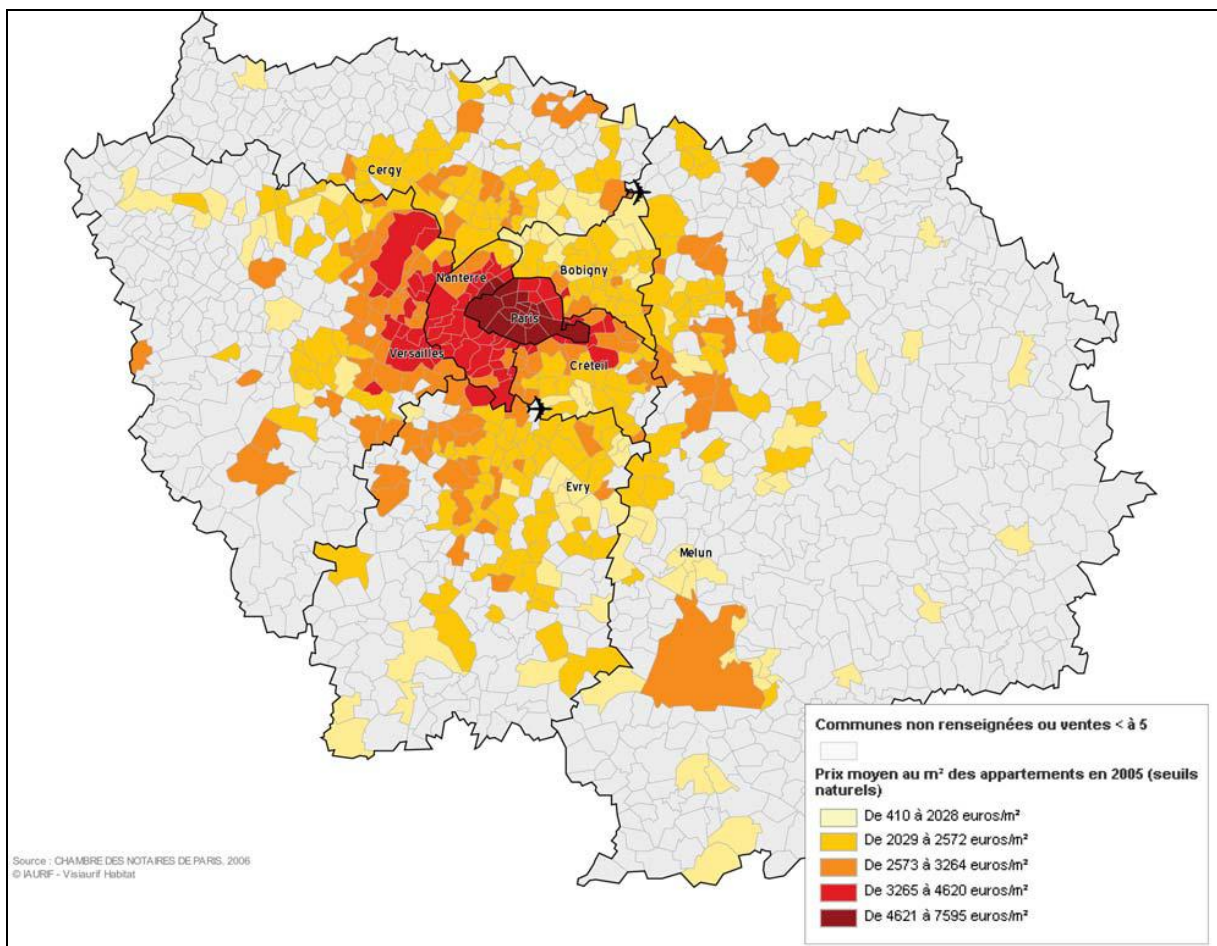 Cergy
Nanterre
Bobigny
Paris
Versailles
Créteil
Evry
Melun
Communes non renseignées ou ventes < à 5
Prix moyen au m² des appartements en 2005 (seuils
naturels)
De 410 à 2028 euros/m²
De 2029 à 2572 euros/m²
De 2573 à 3264 euros/m²
De 3265 à 4620 euros/m²
De 4621 à 7595 euros/m²
Source : CHAMBRE DES NOTAIRES DE PARIS. 2006
© IAURIF - Visiaurif Habitat